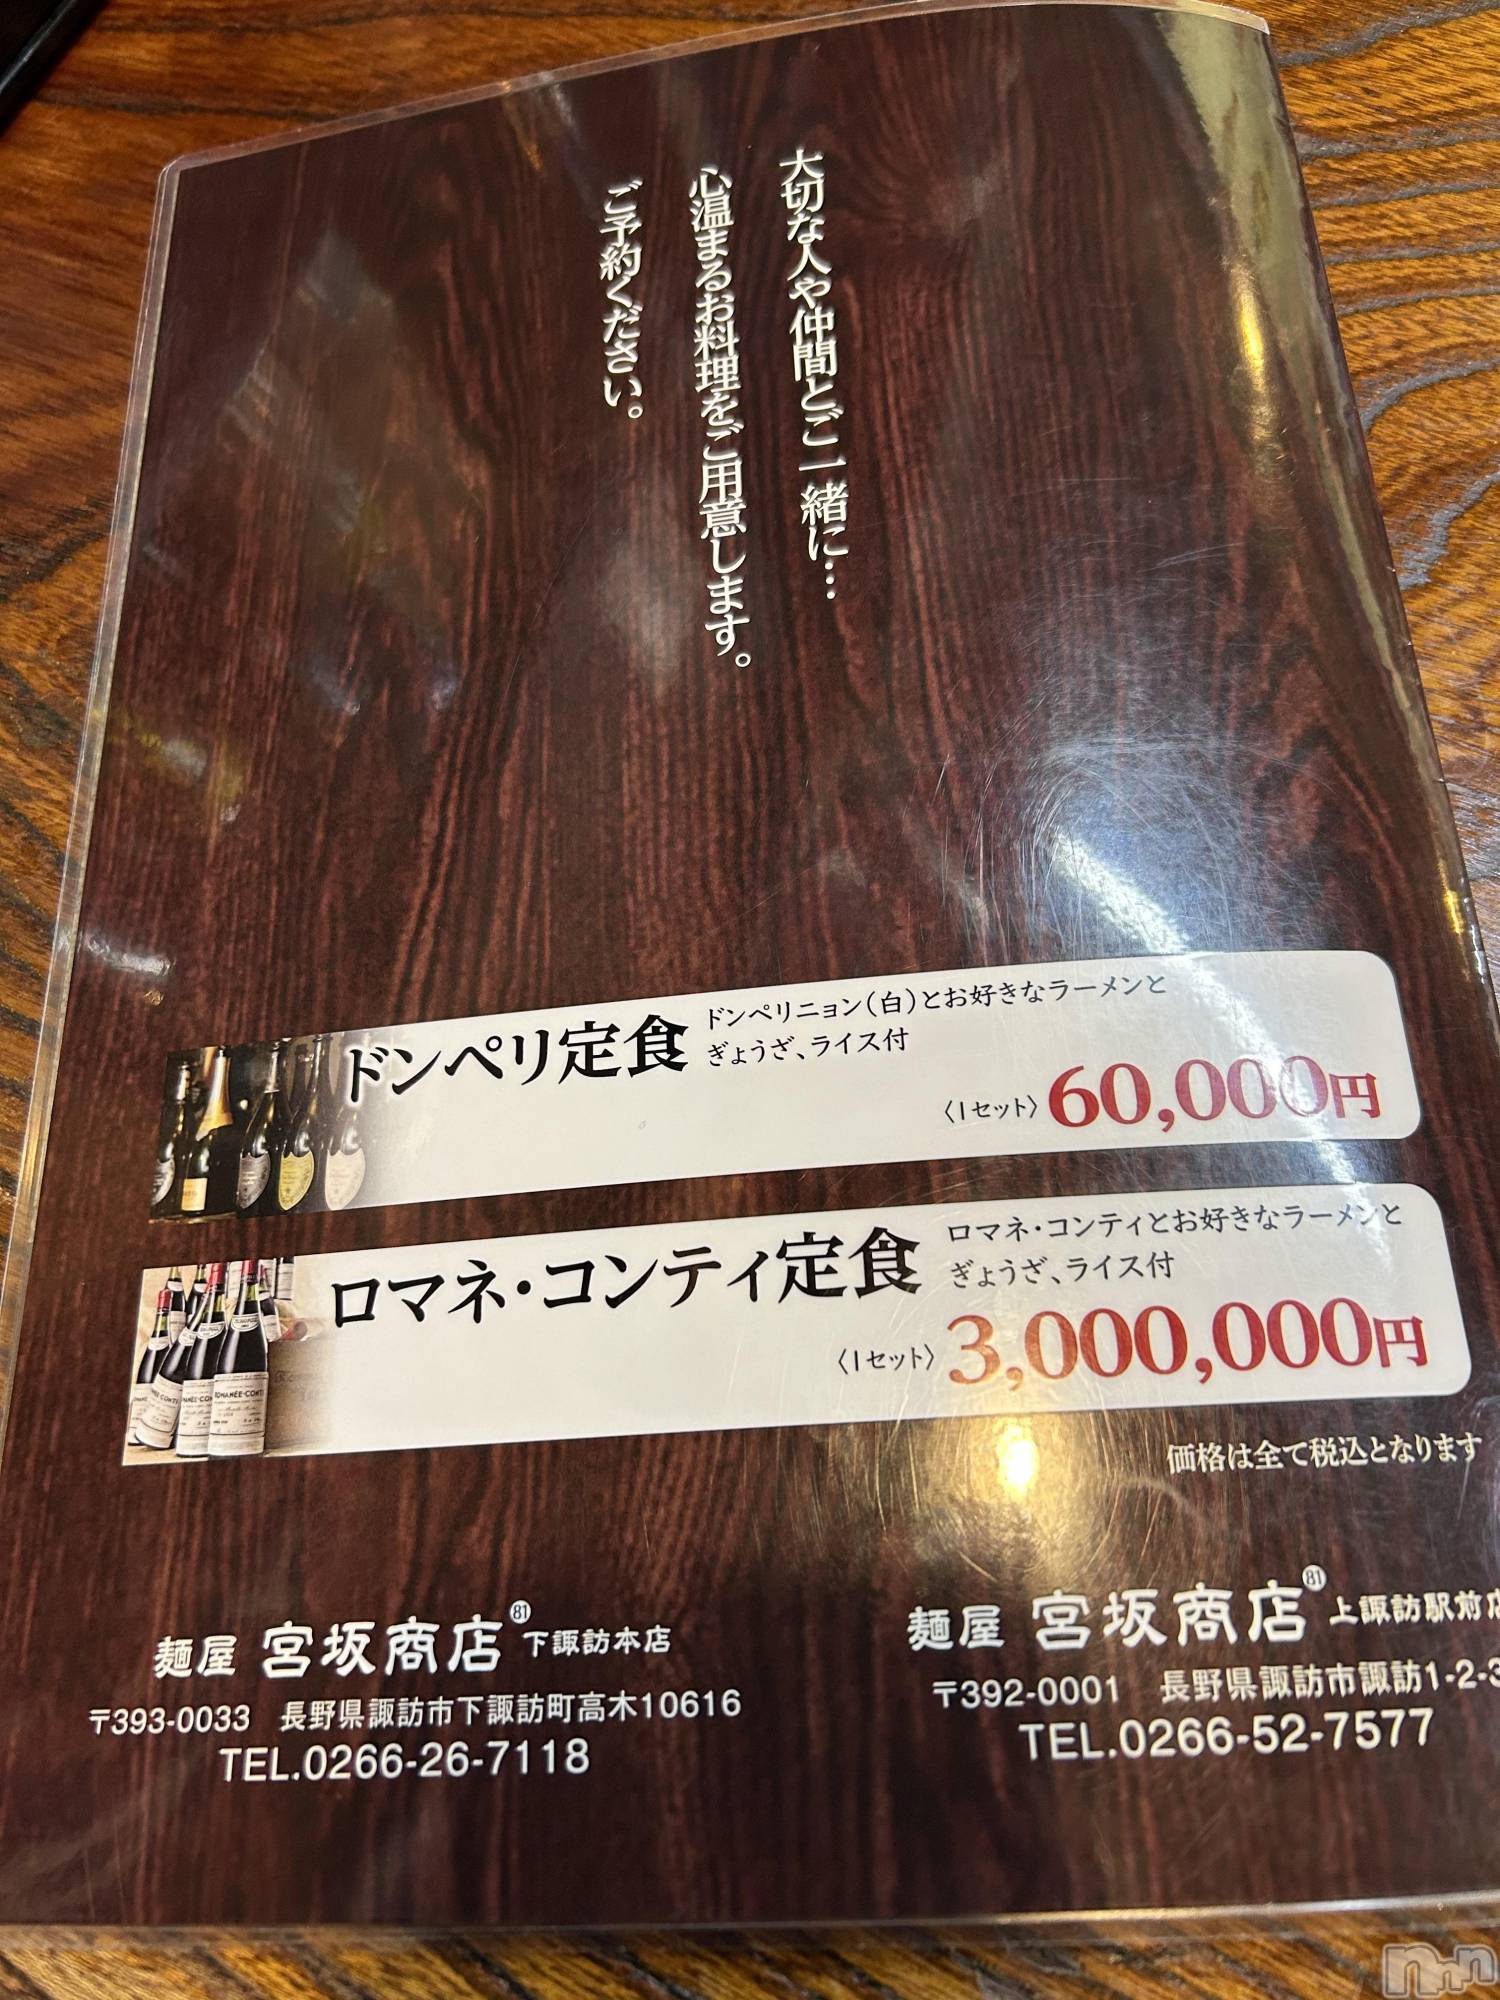 大切な人や仲間とご一緒に…
心温まるお料理をご用意します。
ご予約ください。
ドンペリ定食
ドンペリニョン(白)とお好きなラーメンと
ぎょうざ、ライス付
〈1セット〉60,000円
ロマネ・コンティ定食
ロマネ・コンティとお好きなラーメンと
ぎょうざ、ライス付
〈1セット〉3,000,000円
価格は全て税込となります
麺屋 宮坂商店 81 下諏訪本店
〒393-0033 長野県諏訪市下諏訪町高木10616
TEL.0266-26-7118
麺屋 宮坂商店 81 上諏訪駅前店
〒392-0001 長野県諏訪市諏訪1-2-3
TEL.0266-52-7577
ROMANEE-CONTI
nnn